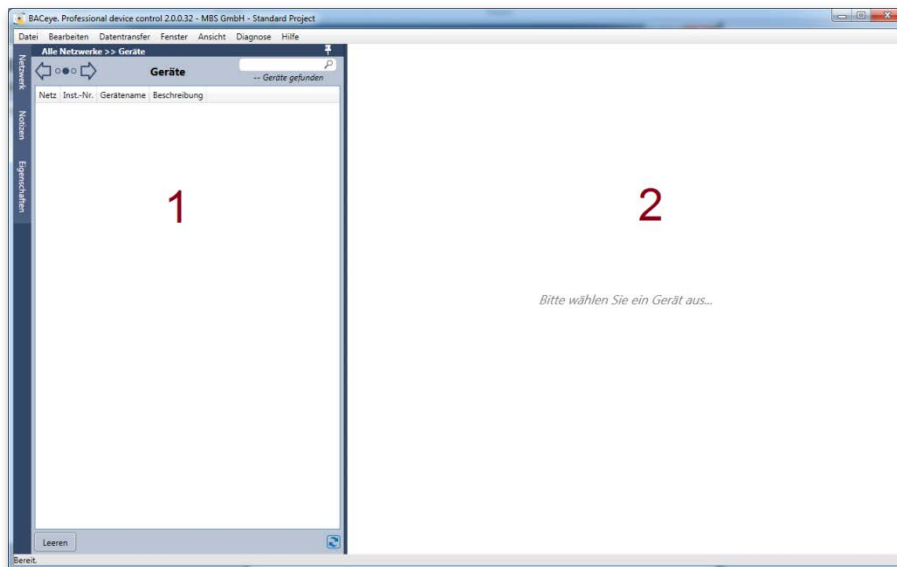 BACeye. Professional device control 2.0.0.32 - MBS GmbH - Standard Project
Datei Bearbeiten Datentransfer Fenster Ansicht Diagnose Hilfe
Alle Netzwerke >> Geräte
Netzwerk
Notizen
Eigenschaften
Geräte
-- Geräte gefunden
Netz Inst.-Nr. Gerätename Beschreibung
1
2
Bitte wählen Sie ein Gerät aus...
Leeren
Bereit.